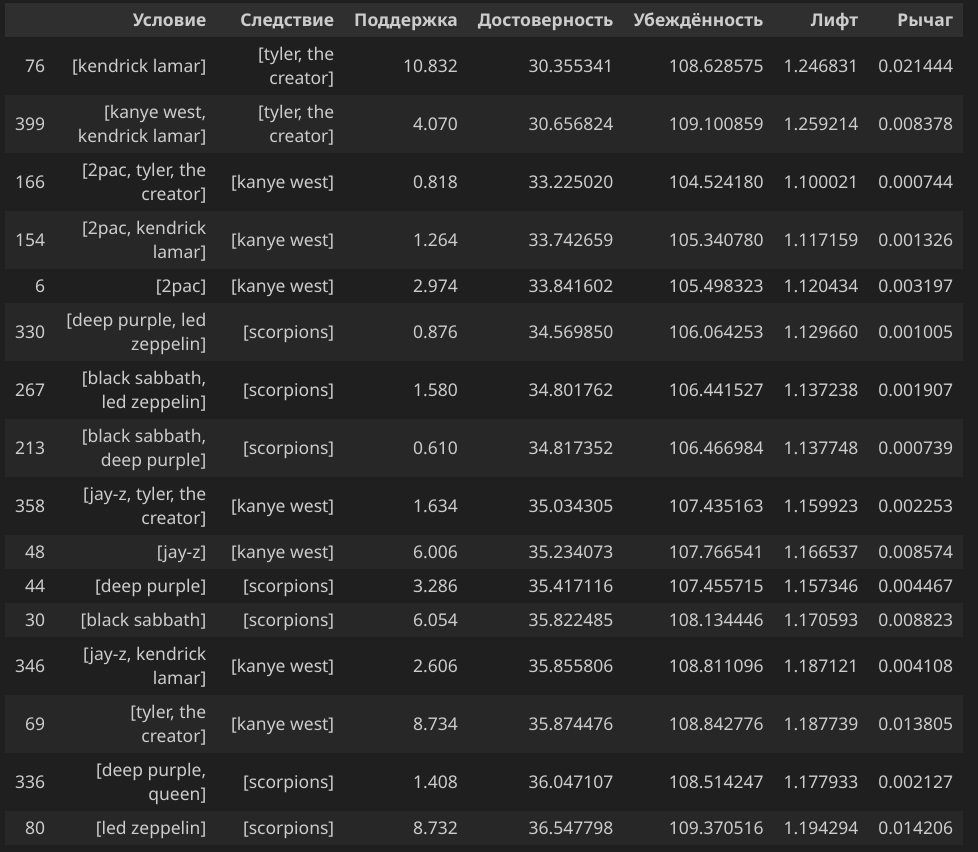 Условие Следствие Поддержка Достоверность Убеждённость Лифт Рычаг
76 [kendrick lamar] [tyler, the creator] 10.832 30.355341 108.628575 1.246831 0.021444
399 [kanye west, kendrick lamar] [tyler, the creator] 4.070 30.656824 109.100859 1.259214 0.008378
166 [2pac, tyler, the creator] [kanye west] 0.818 33.225020 104.524180 1.100021 0.000744
154 [2pac, kendrick lamar] [kanye west] 1.264 33.742659 105.340780 1.117159 0.001326
6 [2pac] [kanye west] 2.974 33.841602 105.498323 1.120434 0.003197
330 [deep purple, led zeppelin] [scorpions] 0.876 34.569850 106.064253 1.129660 0.001005
267 [black sabbath, led zeppelin] [scorpions] 1.580 34.801762 106.441527 1.137238 0.001907
213 [black sabbath, deep purple] [scorpions] 0.610 34.817352 106.466984 1.137748 0.000739
358 [jay-z, tyler, the creator] [kanye west] 1.634 35.034305 107.435163 1.159923 0.002253
48 [jay-z] [kanye west] 6.006 35.234073 107.766541 1.166537 0.008574
44 [deep purple] [scorpions] 3.286 35.417116 107.455715 1.157346 0.004467
30 [black sabbath] [scorpions] 6.054 35.822485 108.134446 1.170593 0.008823
346 [jay-z, kendrick lamar] [kanye west] 2.606 35.855806 108.811096 1.187121 0.004108
69 [tyler, the creator] [kanye west] 8.734 35.874476 108.842776 1.187739 0.013805
336 [deep purple, queen] [scorpions] 1.408 36.047107 108.514247 1.177933 0.002127
80 [led zeppelin] [scorpions] 8.732 36.547798 109.370516 1.194294 0.014206